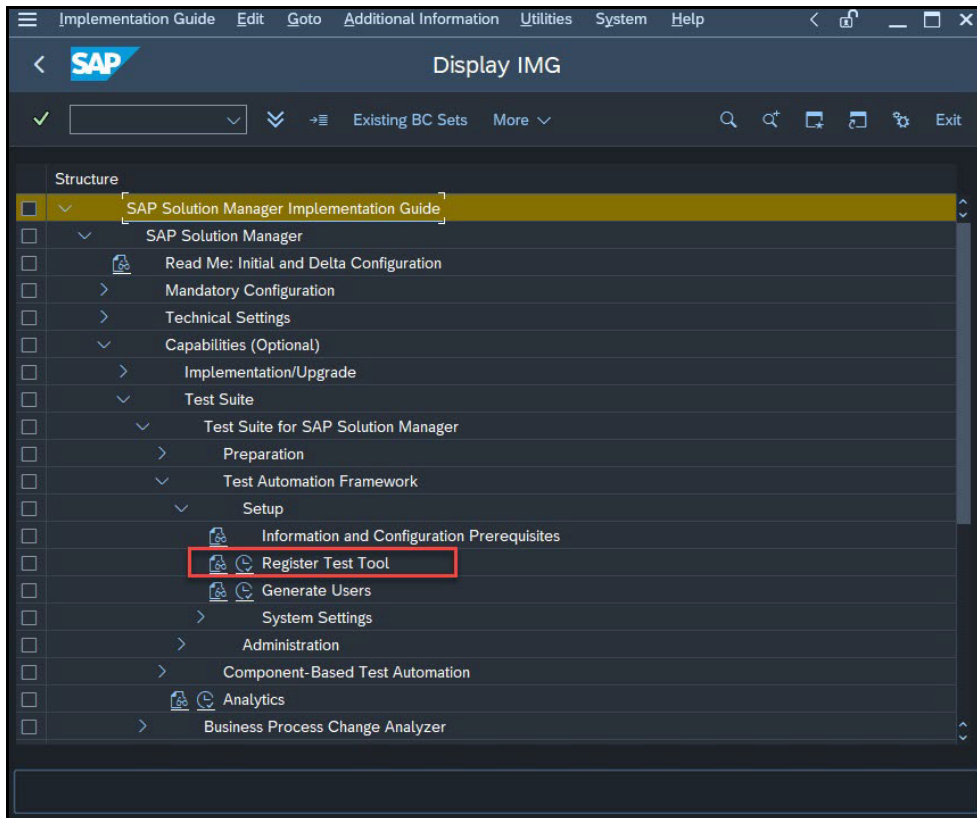 Implementation Guide Edit Goto Additional Information Utilities System Help
SAP Display IMG
Existing BC Sets More Exit
Structure
SAP Solution Manager Implementation Guide
SAP Solution Manager
Read Me: Initial and Delta Configuration
Mandatory Configuration
Technical Settings
Capabilities (Optional)
Implementation/Upgrade
Test Suite
Test Suite for SAP Solution Manager
Preparation
Test Automation Framework
Setup
Information and Configuration Prerequisites
Register Test Tool
Generate Users
System Settings
Administration
Component-Based Test Automation
Analytics
Business Process Change Analyzer